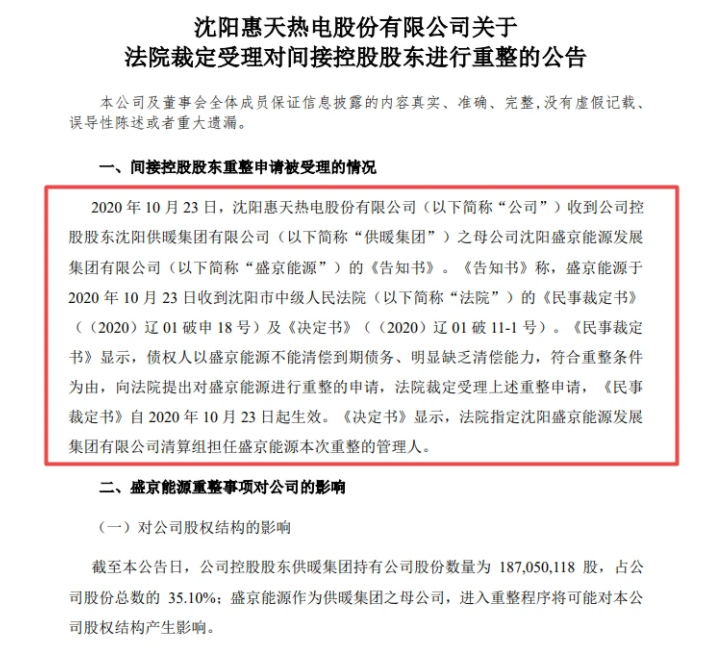 沈阳惠天热电股份有限公司关于
法院裁定受理对间接控股股东进行重整的公告
本公司及董事会全体成员保证信息披露的内容真实、准确、完整,没有虚假记载、
误导性陈述或者重大遗漏。
一、间接控股股东重整申请被受理的情况
2020 年 10 月 23 日，沈阳惠天热电股份有限公司（以下简称“公司”）收到公司控
股股东沈阳供暖集团有限公司（以下简称“供暖集团”）之母公司沈阳盛京能源发展
集团有限公司（以下简称“盛京能源”）的《告知书》。《告知书》称，盛京能源于
2020 年 10 月 23 日收到沈阳市中级人民法院（以下简称“法院”）的《民事裁定书》
（（2020）辽 01 破申 18 号）及《决定书》（（2020）辽 01 破 11-1 号）。《民事裁定
书》显示，债权人以盛京能源不能清偿到期债务、明显缺乏清偿能力，符合重整条件
为由，向法院提出对盛京能源进行重整的申请，法院裁定受理上述重整申请，《民事
裁定书》自 2020 年 10 月 23 日起生效。《决定书》显示，法院指定沈阳盛京能源发展
集团有限公司清算组担任盛京能源本次重整的管理人。
二、盛京能源重整事项对公司的影响
（一）对公司股权结构的影响
截至本公告日，公司控股股东供暖集团持有公司股份数量为 187,050,118 股，占公
司股份总数的 35.10%；盛京能源作为供暖集团之母公司，进入重整程序将可能对本公
司股权结构产生影响。